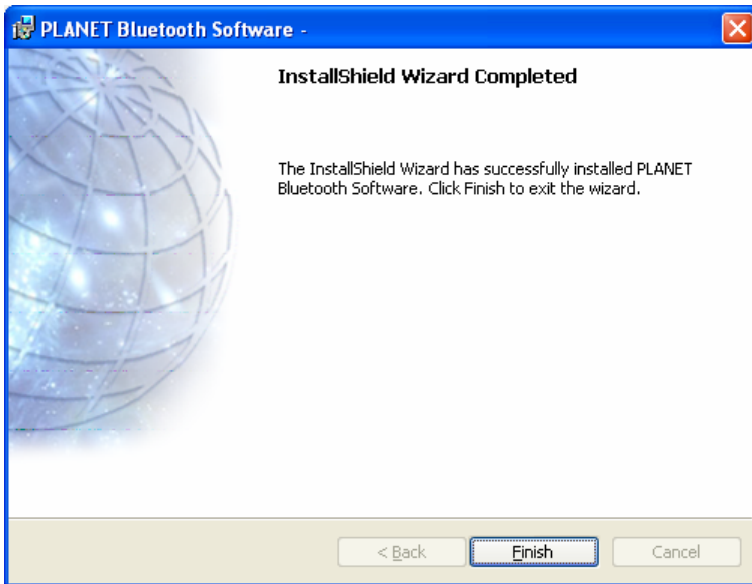 PLANET Bluetooth Software -
InstallShield Wizard Completed
The InstallShield Wizard has successfully installed PLANET
Bluetooth Software. Click Finish to exit the wizard.
< Back
Finish
Cancel